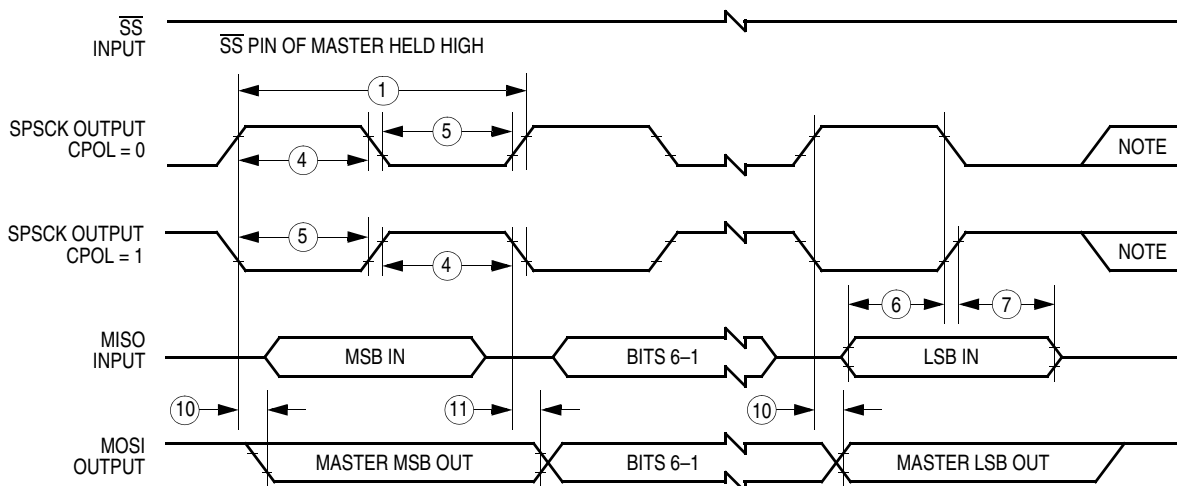 SS
INPUT
SS PIN OF MASTER HELD HIGH
1
SPSCK OUTPUT
CPOL = 0
5
4
NOTE
SPSCK OUTPUT
CPOL = 1
5
4
NOTE
6
7
MISO
INPUT
MSB IN
BITS 6–1
LSB IN
10
11
10
MOSI
OUTPUT
MASTER MSB OUT
BITS 6–1
MASTER LSB OUT